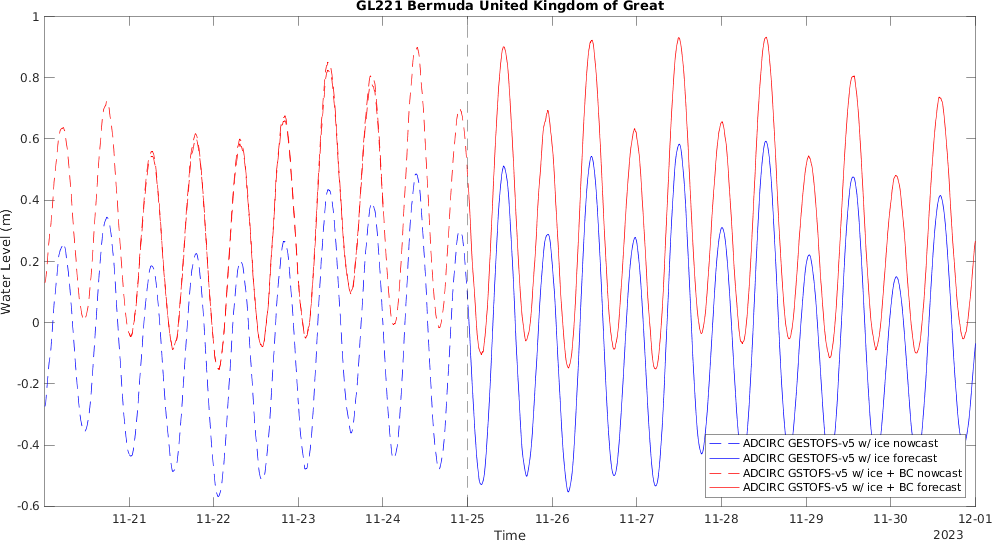 GL221 Bermuda United Kingdom of Great
1
0.8
0.6
0.4
0.2
0
-0.2
-0.4
-0.6
Water Level (m)
ADCIRC GESTOFS-v5 w/ ice nowcast
ADCIRC GESTOFS-v5 w/ ice forecast
ADCIRC GSTOFS-v5 w/ ice + BC nowcast
ADCIRC GSTOFS-v5 w/ ice + BC forecast
11-21 11-22 11-23 11-24 11-25 11-26 11-27 11-28 11-29 11-30 12-01
Time
2023